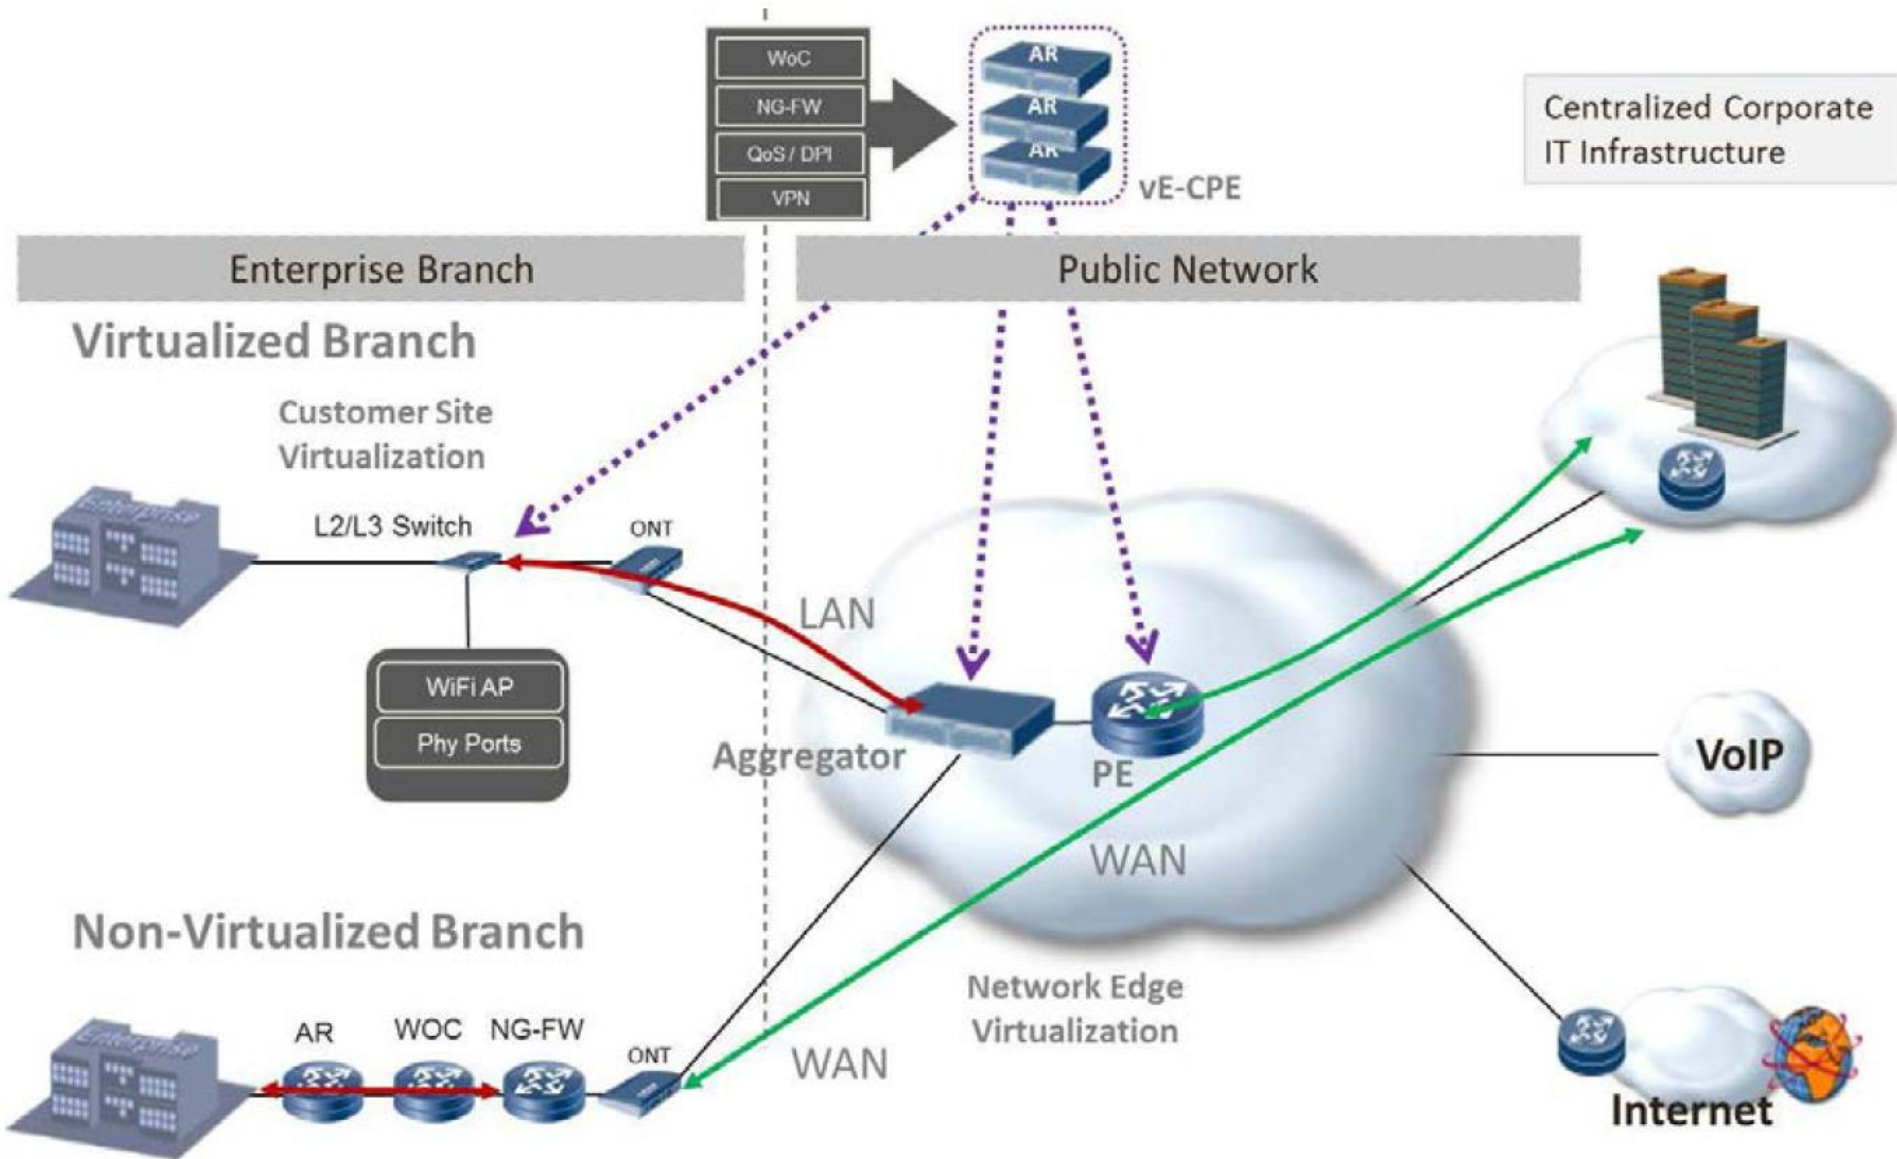 WoC
NG-FW
QoS / DPI
VPN
AR
AR
AR
vE-CPE
Centralized Corporate
IT Infrastructure
Enterprise Branch
Public Network
Virtualized Branch
Customer Site
Virtualization
Enterprise
L2/L3 Switch
ONT
LAN
WiFi AP
Phy Ports
Aggregator
PE
VoIP
WAN
Non-Virtualized Branch
Network Edge
Virtualization
Enterprise
AR
WOC
NG-FW
ONT
WAN
Internet